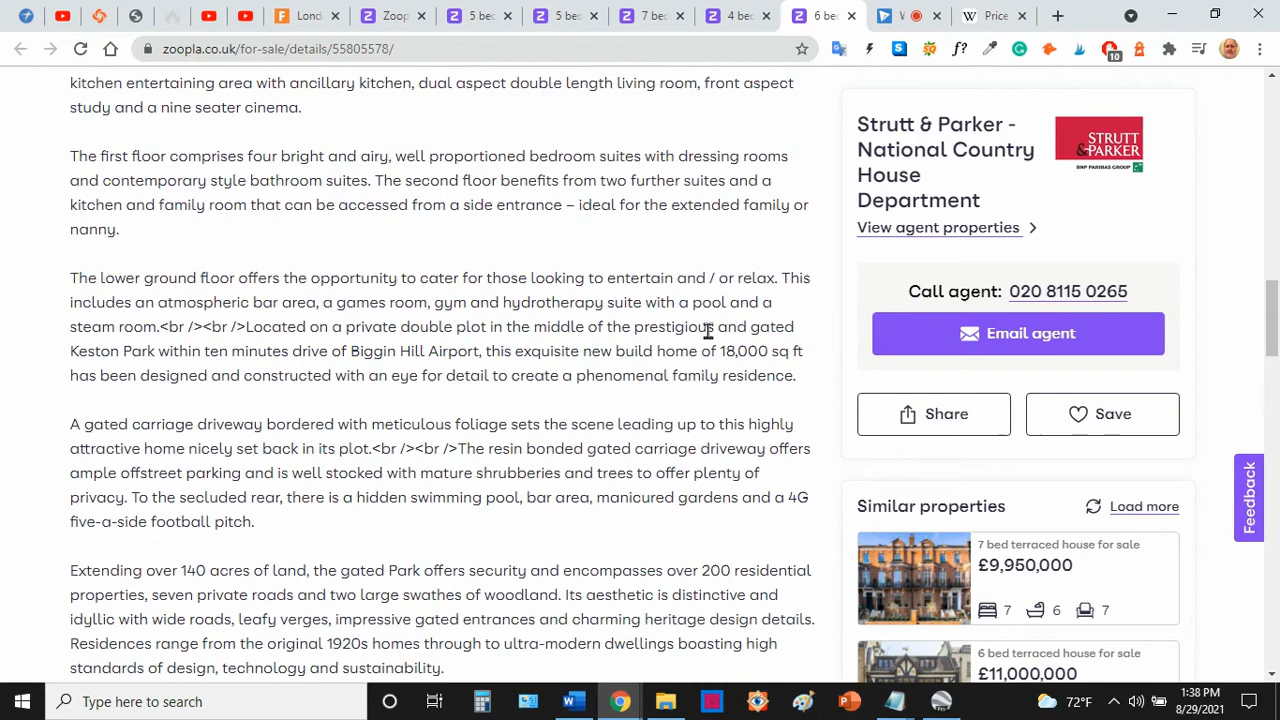 Lond
Zoop
5 bec
5 bec
7 bec
4 bec
6 bec
W
Price
zoopla.co.uk/for-sale/details/55805578/
10
kitchen entertaining area with ancillary kitchen, dual aspect double length living room, front aspect
study and a nine seater cinema.
The first floor comprises four bright and airy, well proportioned bedroom suites with dressing rooms
and contemporary style bathroom suites. The second floor benefits from two further suites and a
kitchen and family room that can be accessed from a side entrance – ideal for the extended family or
nanny.
The lower ground floor offers the opportunity to cater for those looking to entertain and / or relax. This
includes an atmospheric bar area, a games room, gym and hydrotherapy suite with a pool and a
steam room.<br /><br />Located on a private double plot in the middle of the prestigious and gated
Keston Park within ten minutes drive of Biggin Hill Airport, this exquisite new build home of 18,000 sq ft
has been designed and constructed with an eye for detail to create a phenomenal family residence.
A gated carriage driveway bordered with meticulous foliage sets the scene leading up to this highly
attractive home nicely set back in its plot.<br /><br />The resin bonded gated carriage driveway offers
ample offstreet parking and is well stocked with mature shrubberies and trees to offer plenty of
privacy. To the secluded rear, there is a hidden swimming pool, bar area, manicured gardens and a 4G
five-a-side football pitch.
Extending over 140 acres of land, the gated Park offers security and encompasses over 200 residential
properties, seven private roads and two large swathes of woodland. Its aesthetic is distinctive and
idyllic with wide roads, leafy verges, impressive gated entrances and charming heritage design details.
Residences range from the original 1920s homes through to ultra-modern dwellings boasting high
standards of design, technology and sustainability.
Strutt & Parker -
National Country
House
Department
STRUTT
&PARKER
BNP PARIBAS GROUP
View agent properties
Call agent: 020 8115 0265
Email agent
Share
Save
Similar properties
Load more
7 bed terraced house for sale
£9,950,000
7
6
7
6 bed terraced house for sale
£11,000,000
Feedback
Type here to search
72°F
1:38 PM
8/29/2021